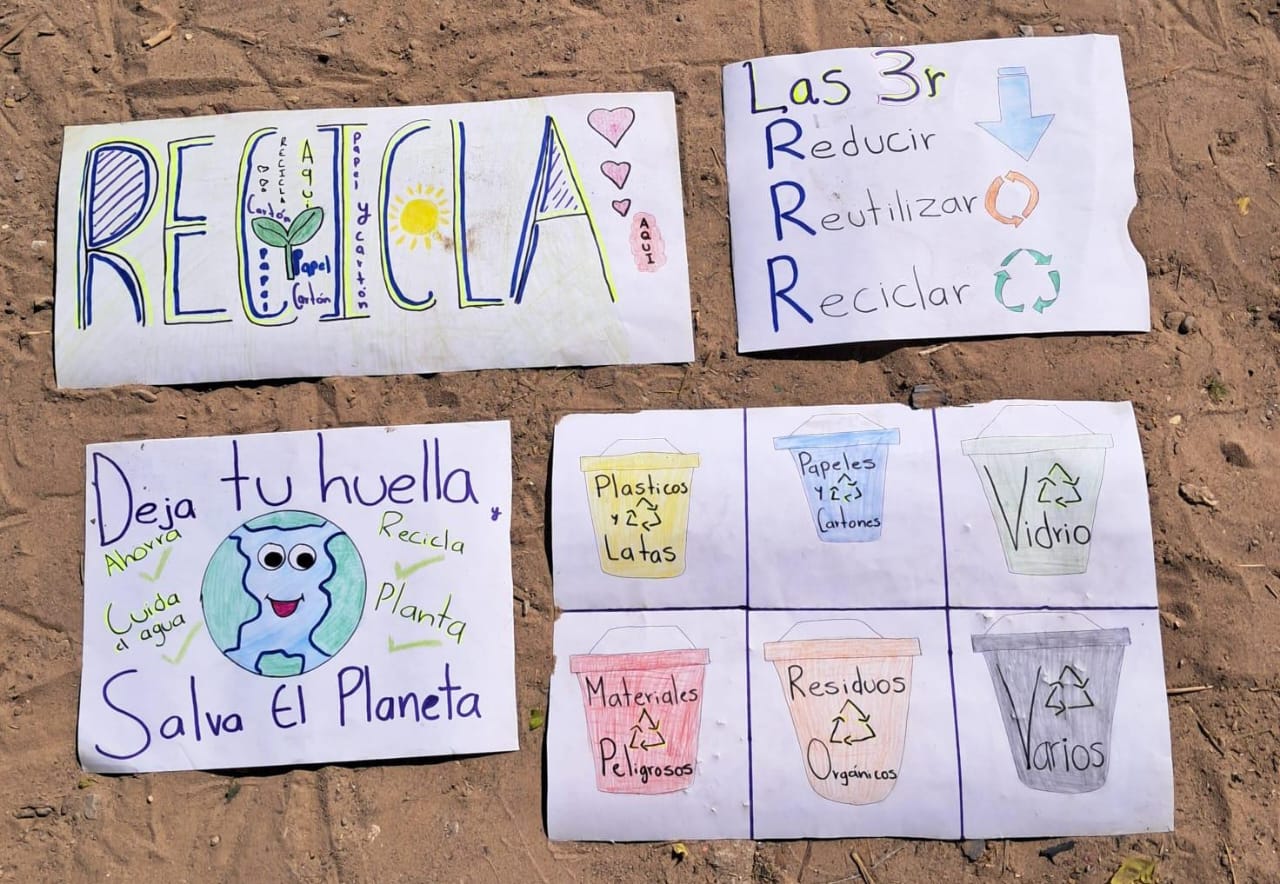 RECICLA
RECICLA
AquÍ
Cartón
Papel
Papel
Cartón
Papel y cartón
AQUI
Las 3r
Reducir
Reutilizar
Reciclar
Deja tu huella y
Ahorra
Recicla
Cuida
el agua
Planta
Salva El Planeta
Plasticos
y
Latas
Papeles
y
Cartones
Vidrio
Materiales
Peligrosos
Residuos
Orgánicos
Varios